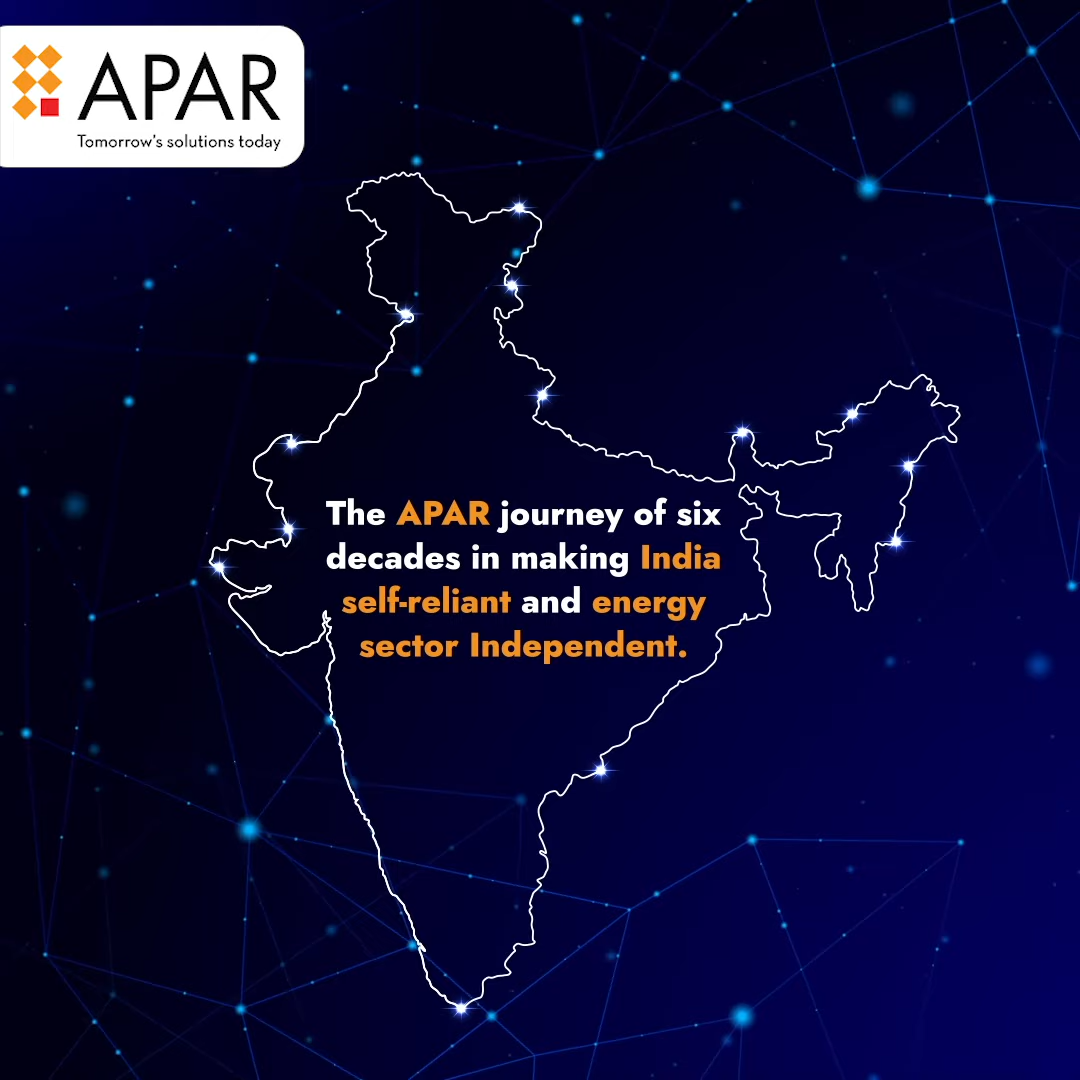 APAR
Tomorrow's solutions today
The APAR journey of six
decades in making India
self-reliant and energy
sector Independent.